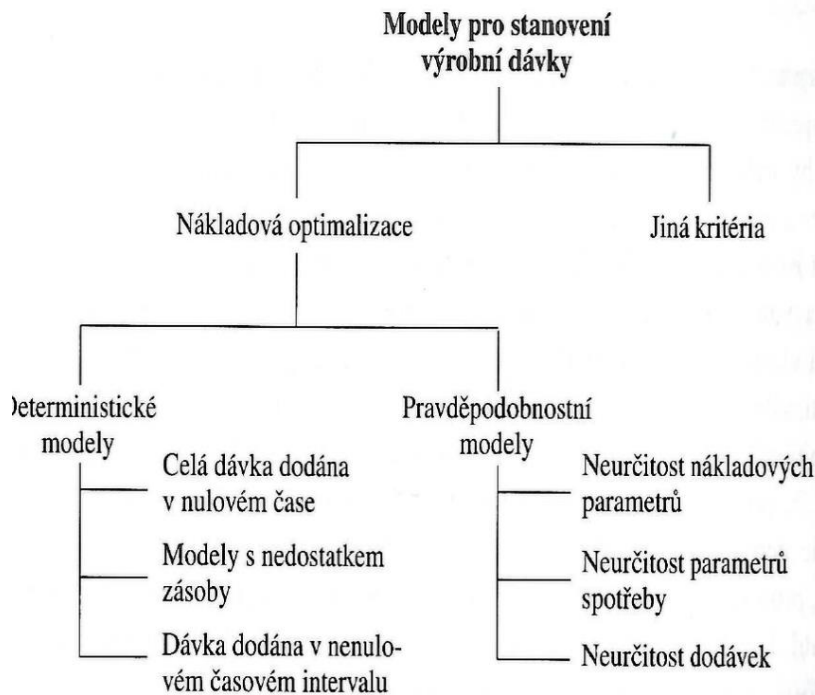 Modely pro stanovení
výrobní dávky
Nákladová optimalizace
Jiná kritéria
eterministické
modely
Celá dávka dodána
v nulovém čase
Modely s nedostatkem
zásoby
Dávka dodána v nenulo-
vém časovém intervalu
Pravděpodobnostní
modely
Neurčitost nákladových
parametrů
Neurčitost parametrů
spotřeby
Neurčitost dodávek